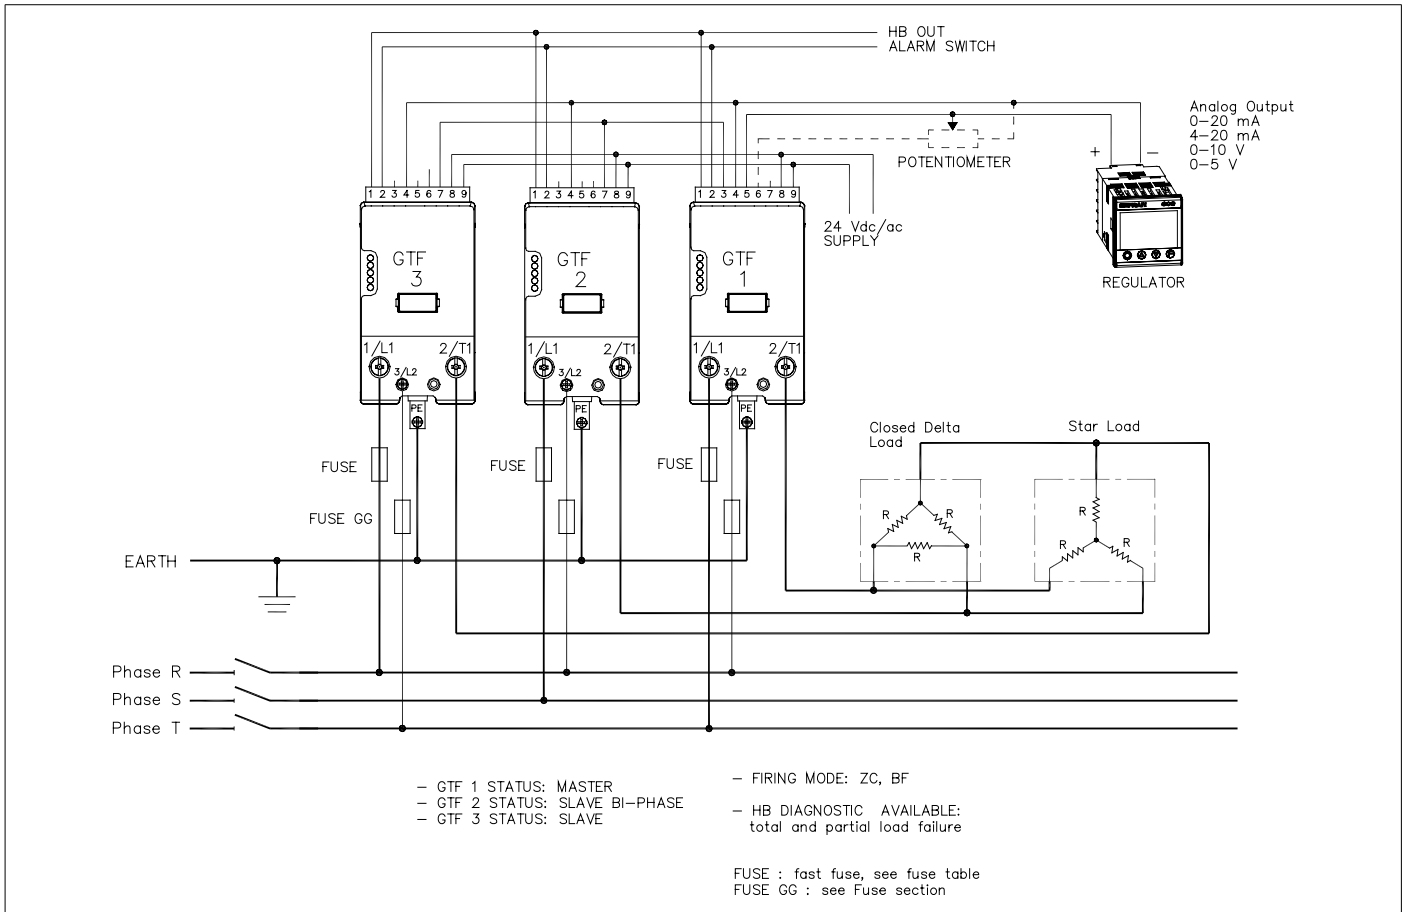 HB OUT
ALARM SWITCH
Analog Output
0-20 mA
4-20 mA
0-10 V
0-5 V
+ -
POTENTIOMETER
1 2 3 4 5 6 7 8 9
1 2 3 4 5 6 7 8 9
1 2 3 4 5 6 7 8 9
24 Vdc/ac
SUPPLY
REGULATOR
GTF
3
GTF
2
GTF
1
1/L1 2/T1
3/L2
PE
1/L1 2/T1
3/L2
PE
1/L1 2/T1
3/L2
PE
Closed Delta
Load
Star Load
FUSE
FUSE
FUSE
FUSE GG
R
R
R
R
R
R
EARTH
Phase R
Phase S
Phase T
- GTF 1 STATUS: MASTER
- GTF 2 STATUS: SLAVE BI-PHASE
- GTF 3 STATUS: SLAVE
- FIRING MODE: ZC, BF
- HB DIAGNOSTIC AVAILABLE:
total and partial load failure
FUSE : fast fuse, see fuse table
FUSE GG : see Fuse section